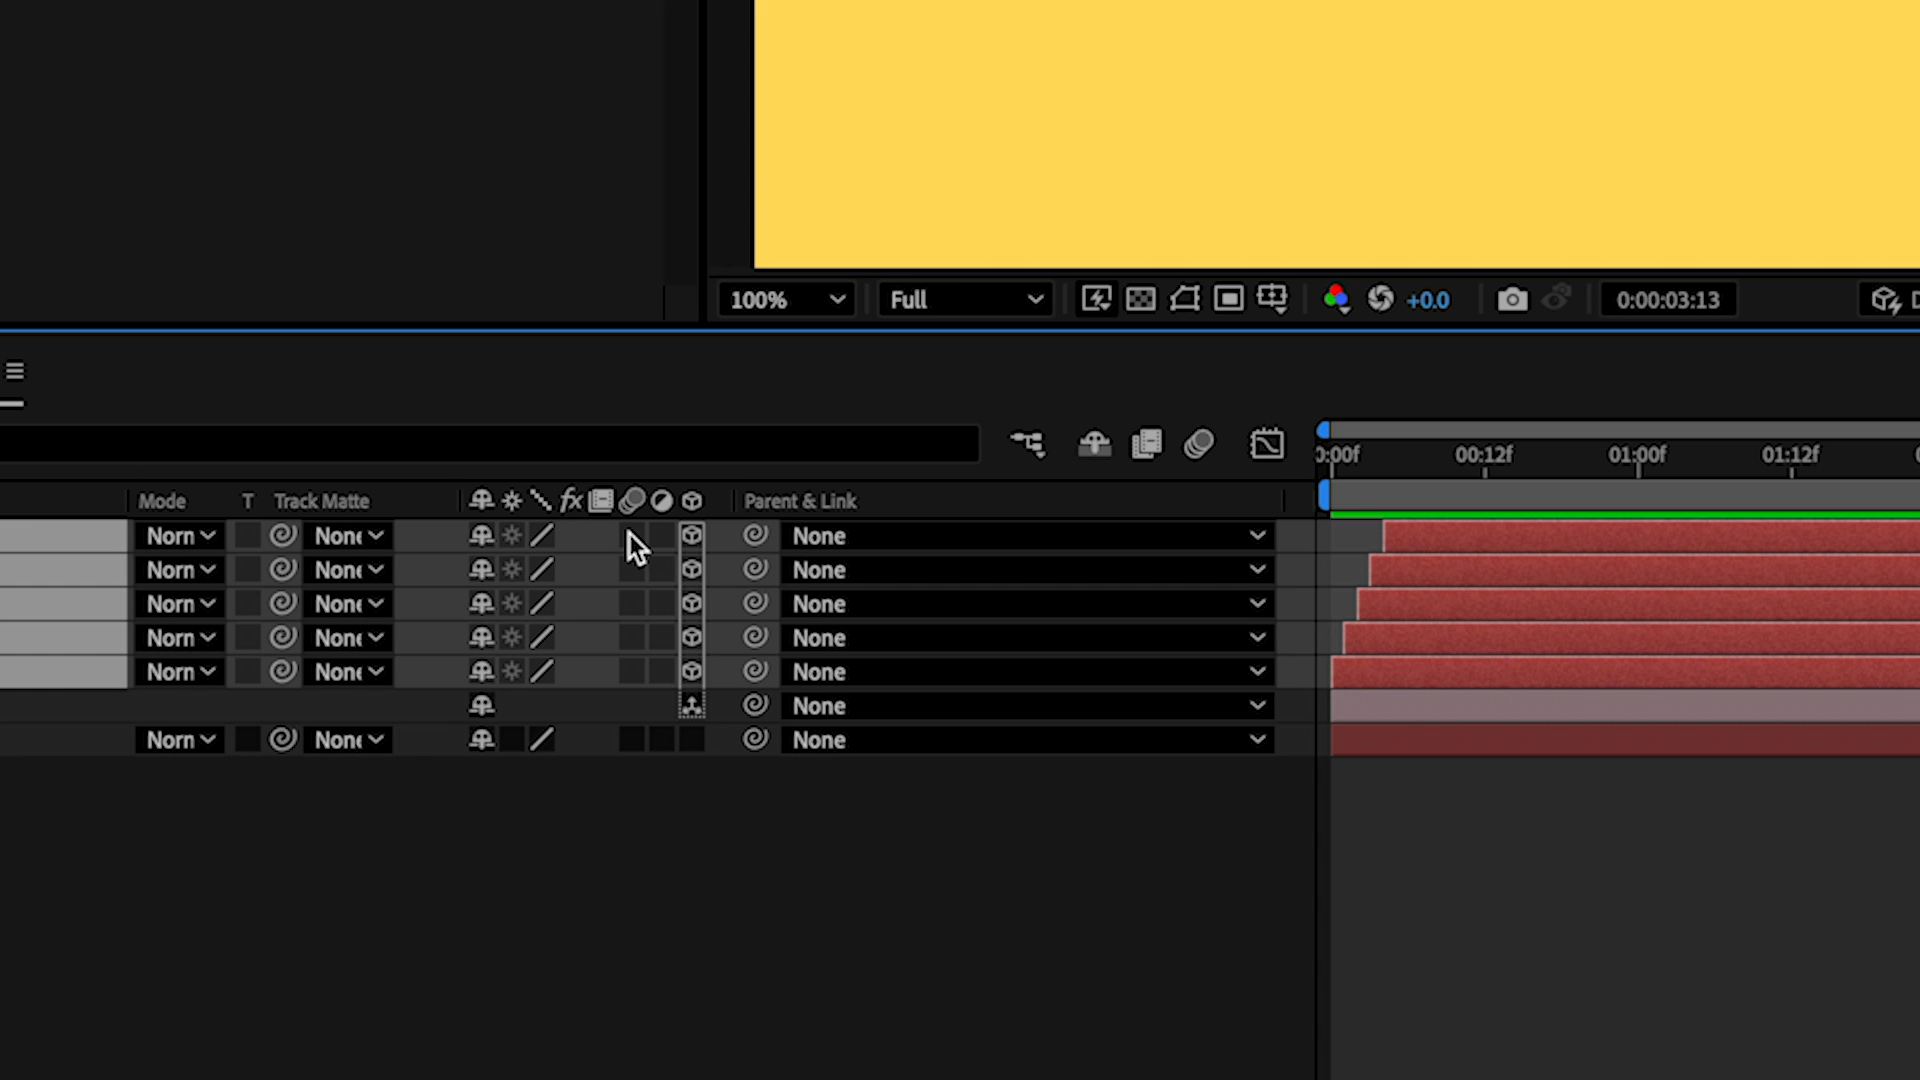 100% Full +0.0 0:00:03:13
0:00f 00:12f 01:00f 01:12f
Mode T Track Matte fx Parent & Link
Norn None None
Norn None None
Norn None None
Norn None None
Norn None None
None
Norn None None